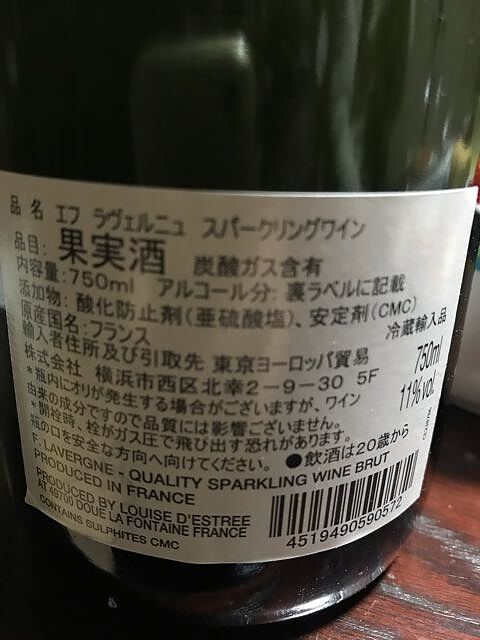 品 名 エフ ラヴェルニュ スパークリングワイン
品目: 果実酒 炭酸ガス含有
内容量:750ml アルコール分: 裏ラベルに記載
添加物: 酸化防止剤(亜硫酸塩)、安定剤(CMC)
原産国名:フランス 冷蔵輸入品
輸入者住所及び引取先 東京ヨーロッパ貿易 750ml
株式会社 横浜市西区北幸2-9-30 5F 11%vol.
*瓶内にオリが発生する場合がございますが、ワイン
由来の成分ですので品質には影響ございません。
*開栓時、栓がガス圧で飛び出す恐れがあります。
瓶の口を安全な方向へ向けてください。 ●飲酒は20歳から
F. LAVERGNE - QUALITY SPARKLING WINE BRUT
PRODUCED IN FRANCE
PRODUCED BY LOUISE D'ESTREE
AT 49700 DOUE LA FONTAINE FRANCE
CONTAINS SULPHITES CMC
4519490590572